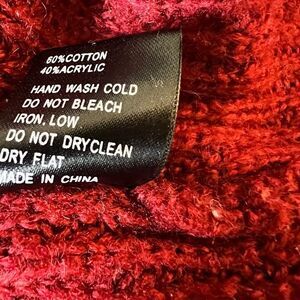 60%COTTON
40%ACRYLIC
HAND WASH COLD
DO NOT BLEACH
IRON, LOW
DO NOT DRYCLEAN
DRY FLAT
MADE IN CHINA